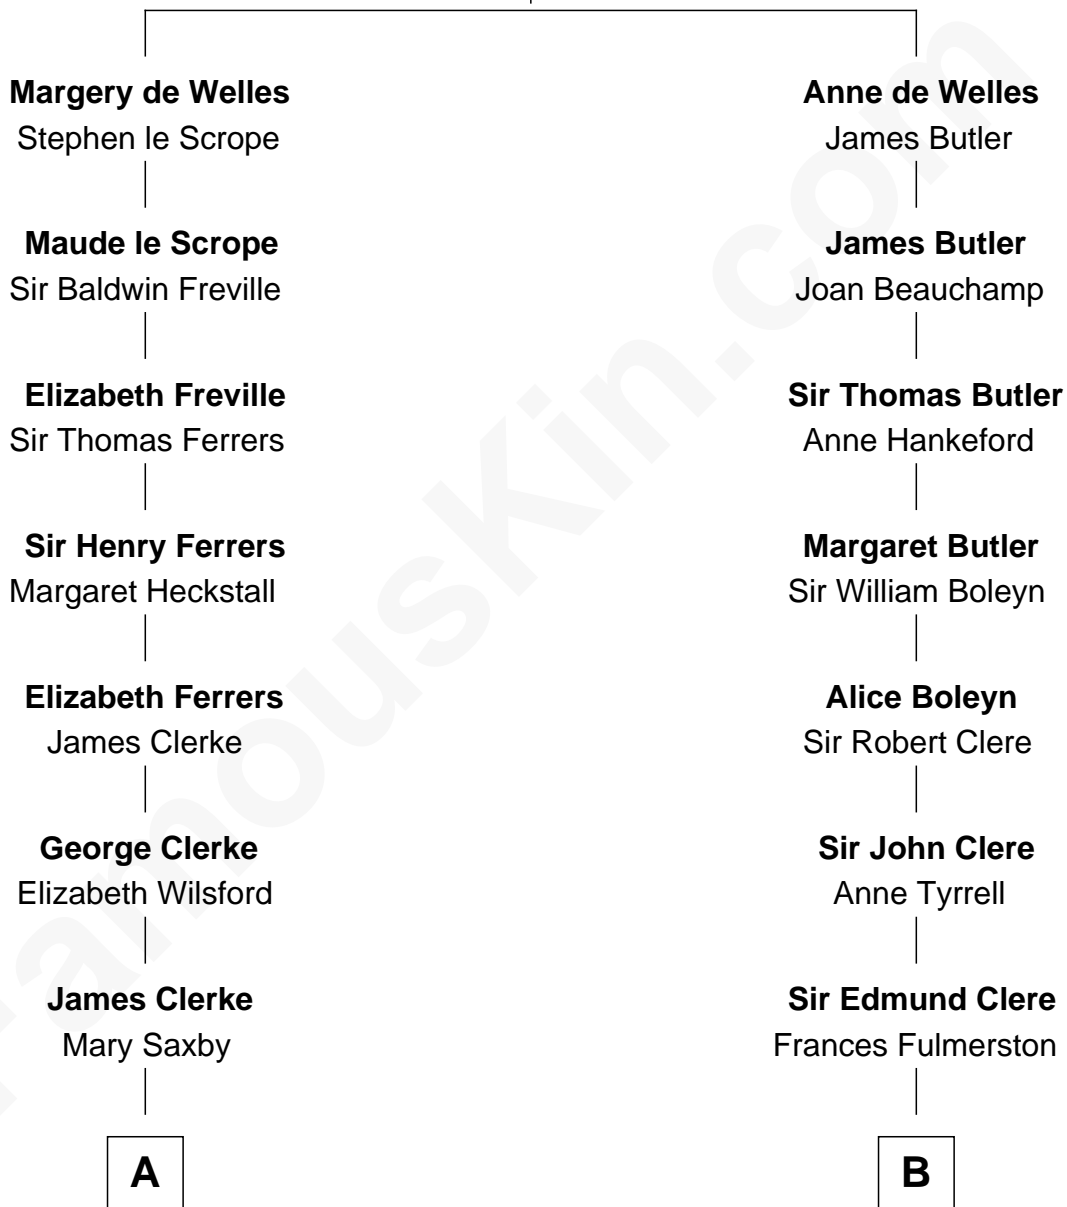 Margery de Welles
Stephen le Scrope
Maude le Scrope
Sir Baldwin Freville
Elizabeth Freville
Sir Thomas Ferrers
Sir Henry Ferrers
Margaret Heckstall
Elizabeth Ferrers
James Clerke
George Clerke
Elizabeth Wilsford
James Clerke
Mary Saxby
A
Anne de Welles
James Butler
James Butler
Joan Beauchamp
Sir Thomas Butler
Anne Hankeford
Margaret Butler
Sir William Boleyn
Alice Boleyn
Sir Robert Clere
Sir John Clere
Anne Tyrrell
Sir Edmund Clere
Frances Fulmerston
B
FamousKin.com